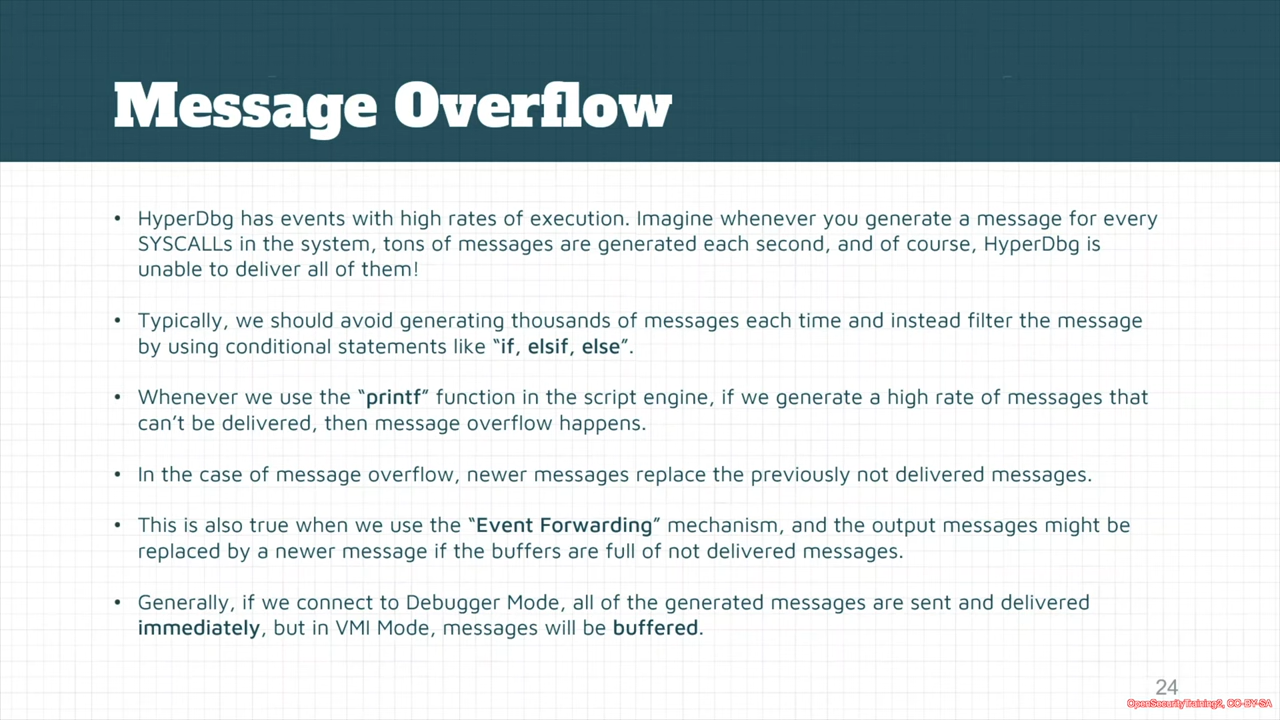 Message Overflow
• HyperDbg has events with high rates of execution. Imagine whenever you generate a message for every
SYSCALLs in the system, tons of messages are generated each second, and of course, HyperDbg is
unable to deliver all of them!
• Typically, we should avoid generating thousands of messages each time and instead filter the message
by using conditional statements like “if, elsif, else”.
• Whenever we use the “printf” function in the script engine, if we generate a high rate of messages that
can’t be delivered, then message overflow happens.
• In the case of message overflow, newer messages replace the previously not delivered messages.
• This is also true when we use the “Event Forwarding” mechanism, and the output messages might be
replaced by a newer message if the buffers are full of not delivered messages.
• Generally, if we connect to Debugger Mode, all of the generated messages are sent and delivered
immediately, but in VMI Mode, messages will be buffered.
24
OpenSecurityTraining2, CC-BY-SA